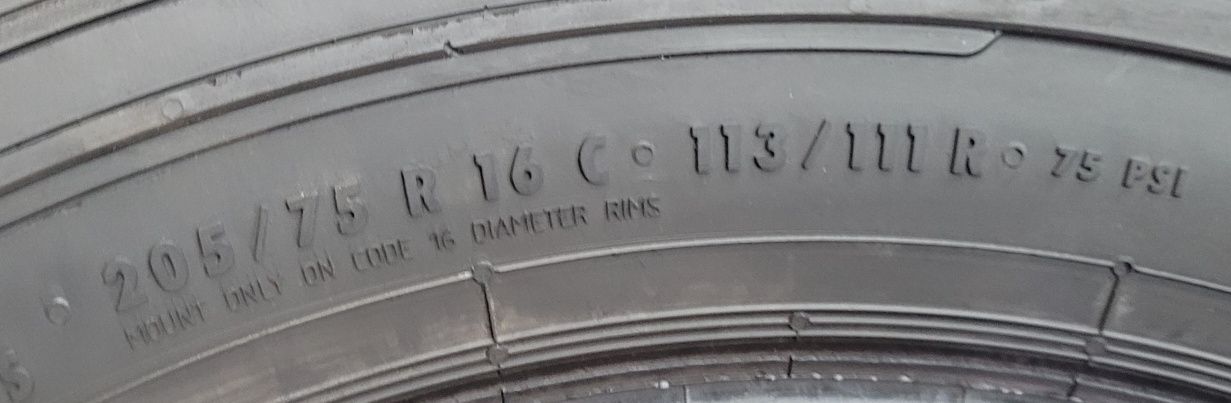 205/75 R 16 C 113/111 R 75 PSI
MOUNT ONLY ON CODE 16 DIAMETER RIMS